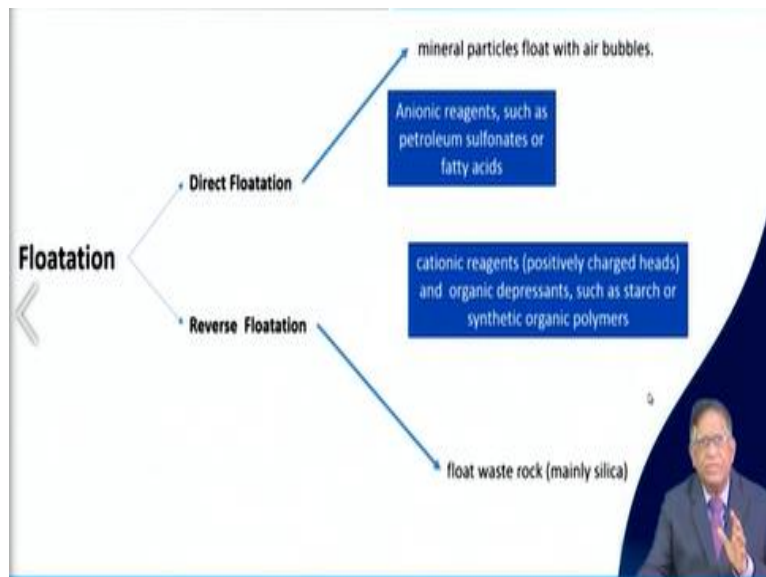 mineral particles float with air bubbles.
Anionic reagents, such as
petroleum sulfonates or
fatty acids
Direct Floatation
Floatation
cationic reagents (positively charged heads)
and organic depressants, such as starch or
synthetic organic polymers
Reverse Floatation
float waste rock (mainly silica)